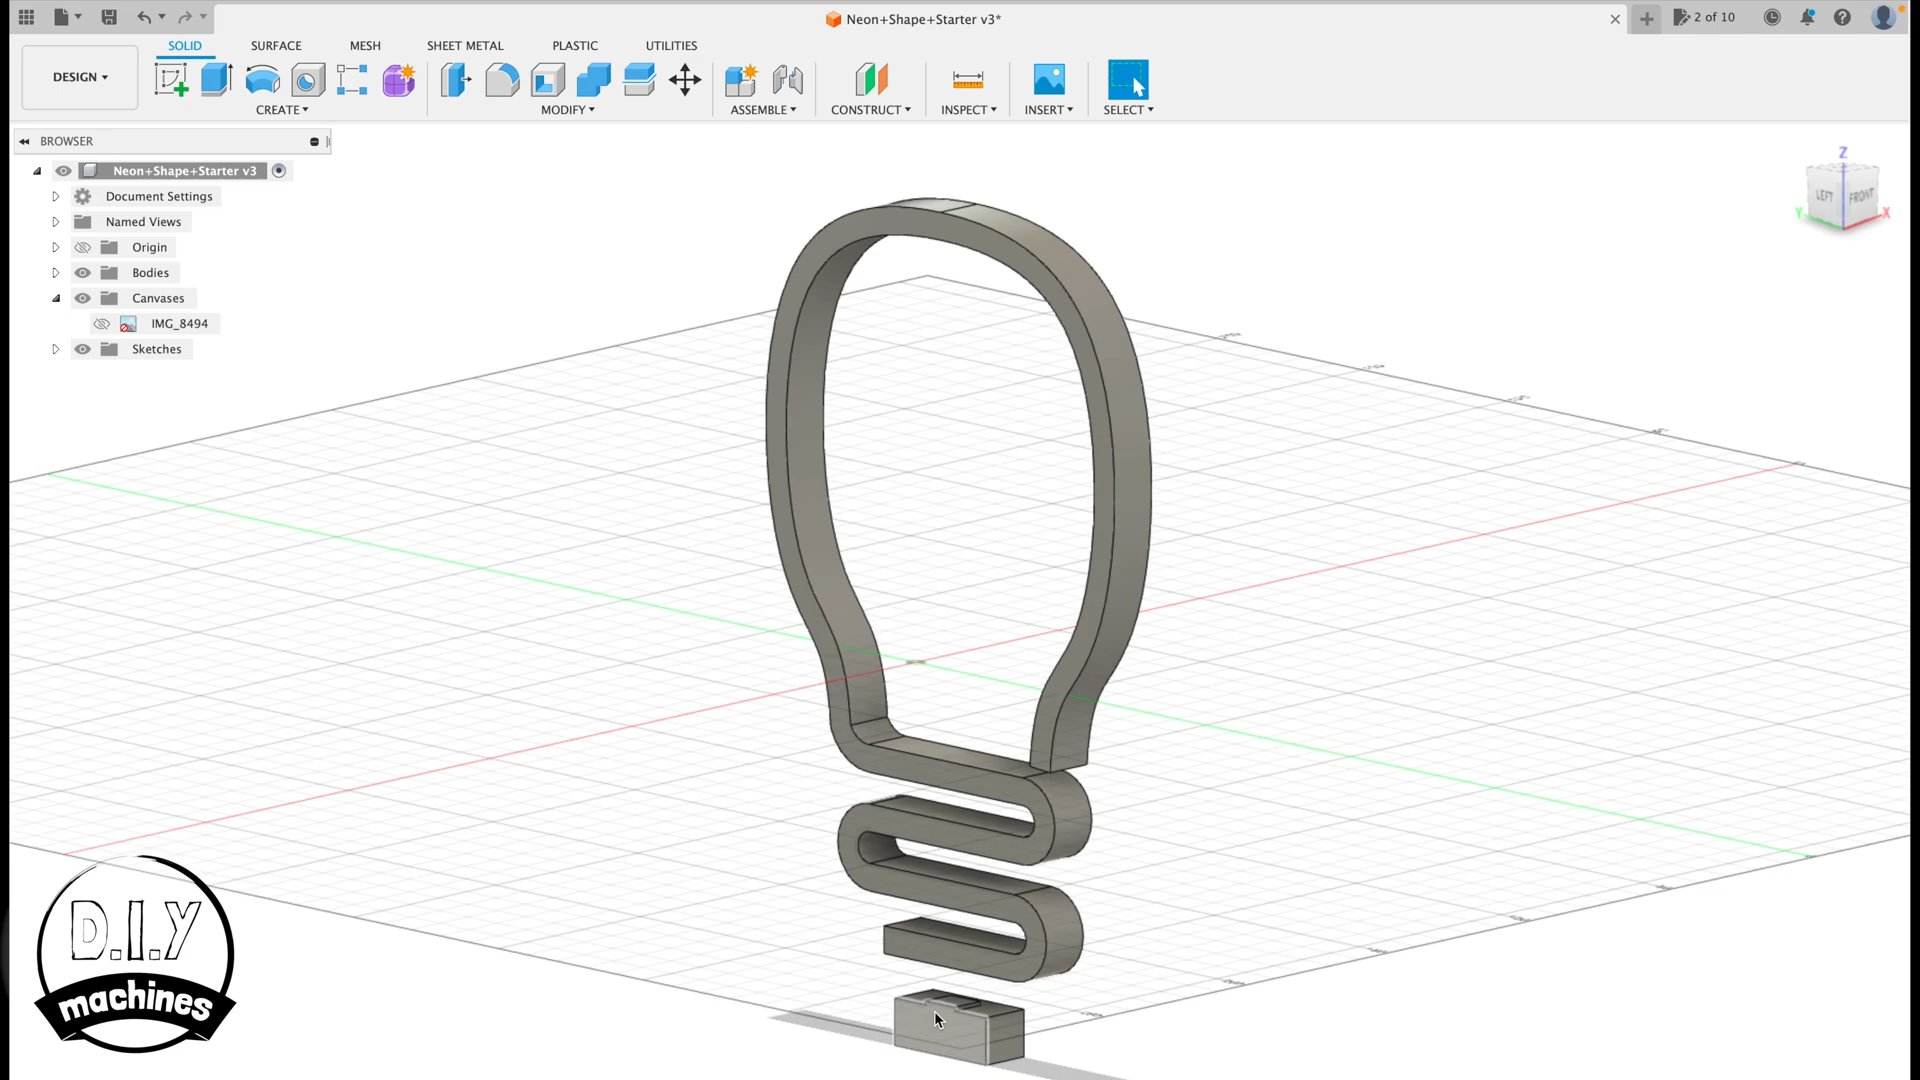 Neon+Shape+Starter v3*
2 of 10
DESIGN
SOLID
SURFACE
MESH
SHEET METAL
PLASTIC
UTILITIES
CREATE
MODIFY
ASSEMBLE
CONSTRUCT
INSPECT
INSERT
SELECT
BROWSER
Neon+Shape+Starter v3
Document Settings
Named Views
Origin
Bodies
Canvases
IMG_8494
Sketches
Z
LEFT
FRONT
Y
X
D.I.Y
machines